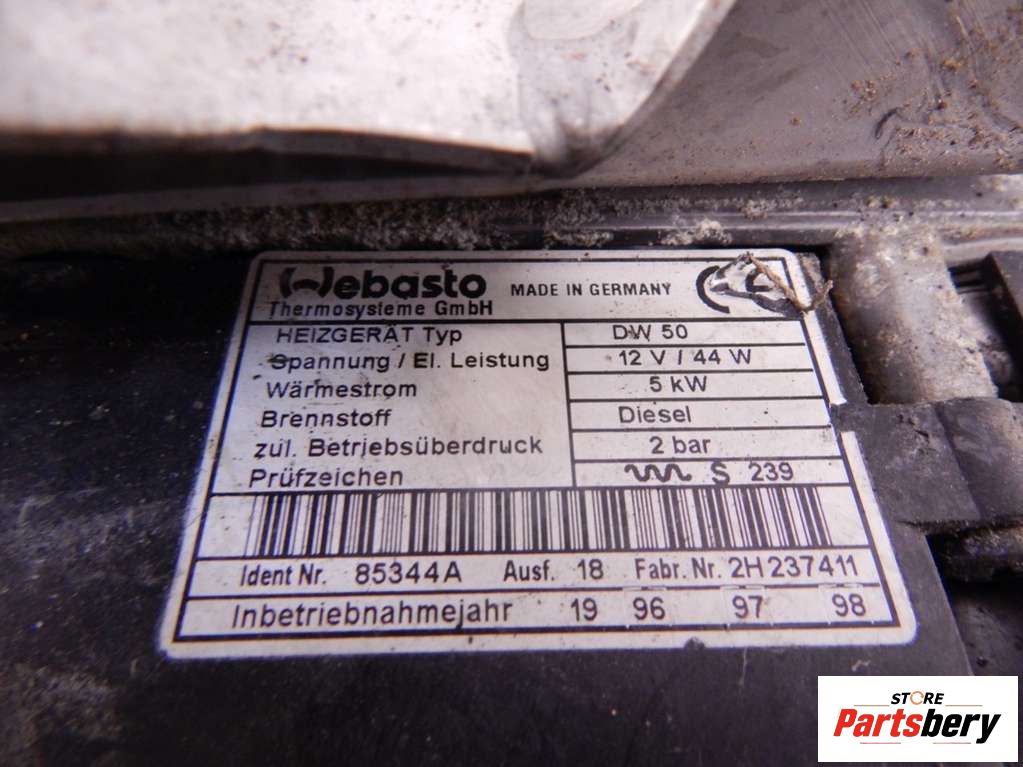 Webasto
Thermosysteme GmbH
MADE IN GERMANY
CE
HEIZGERÄT Typ DW 50
Spannung / El. Leistung 12 V / 44 W
Wärmestrom 5 kW
Brennstoff Diesel
zul. Betriebsüberdruck 2 bar
Prüfzeichen S 239
Ident Nr. 85344A Ausf. 18 Fabr. Nr. 2H237411
Inbetriebnahmejahr 19 96 97 98
STORE
Partsbery